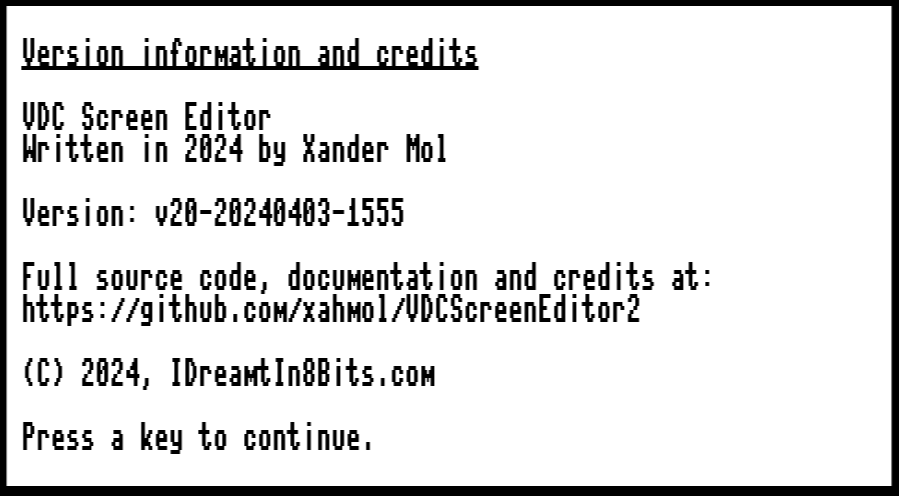 Version information and credits
VDC Screen Editor
Written in 2024 by Xander Mol
Version: v20-20240403-1555
Full source code, documentation and credits at:
https://github.com/xahmol/VDCScreenEditor2
(C) 2024, IDreamtIn8Bits.com
Press a key to continue.